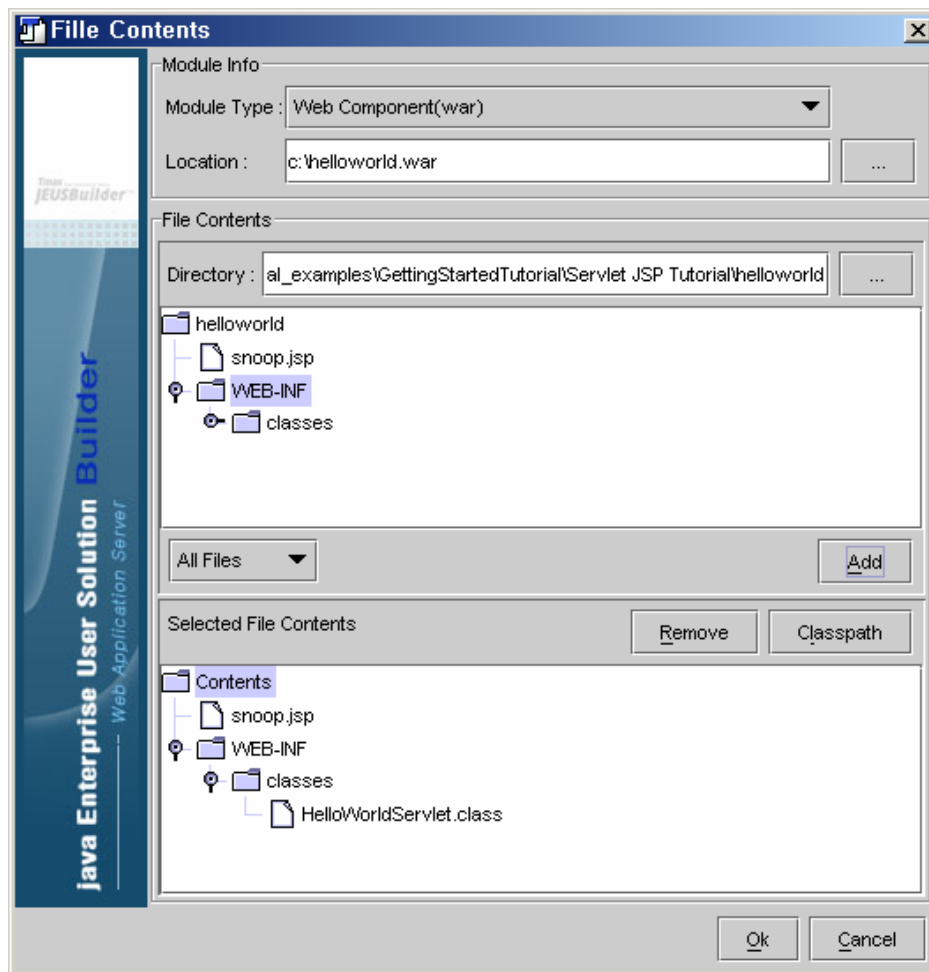 Fille Contents
Module Info
Module Type : Web Component(war)
Location : c:\helloworld.war ...
File Contents
Directory : al_examples\GettingStartedTutorial\Servlet JSP Tutorial\helloworld ...
helloworld
snoop.jsp
WEB-INF
classes
All Files Add
Selected File Contents Remove Classpath
Contents
snoop.jsp
WEB-INF
classes
HelloWorldServlet.class
Ok Cancel
Tmax
JEUSBuilder
java Enterprise User Solution Builder
Web Application Server